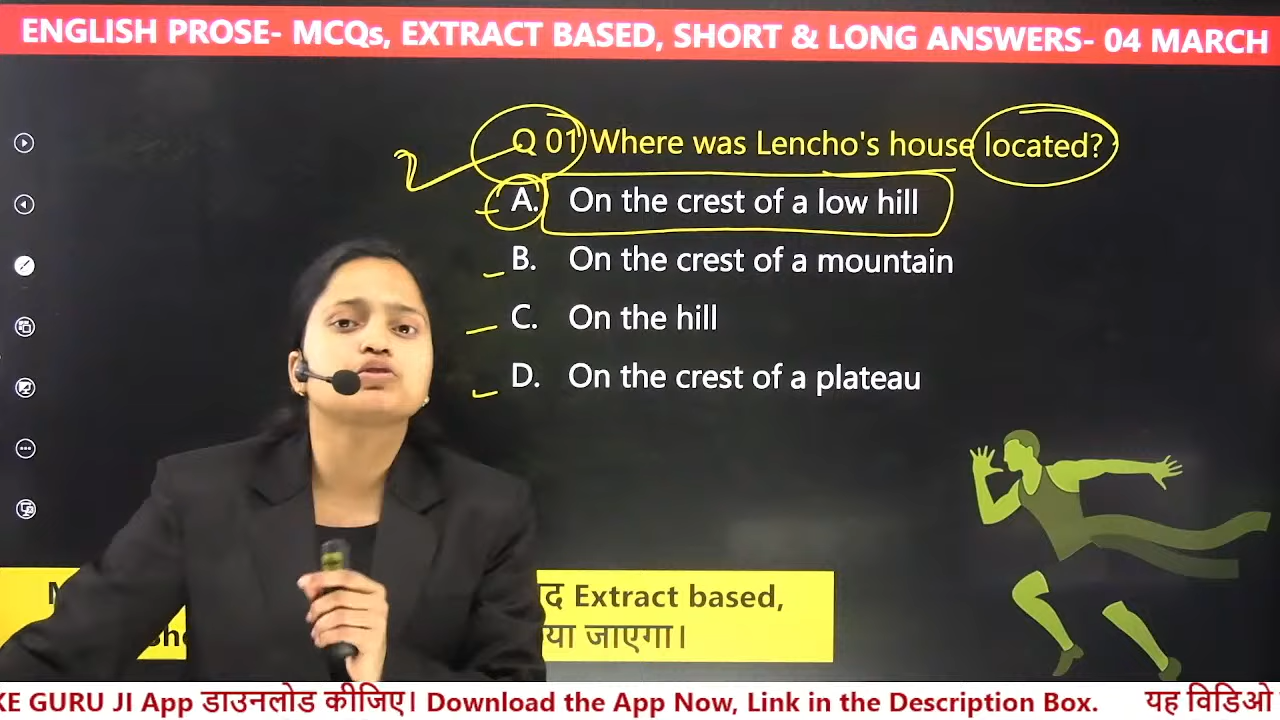 ENGLISH PROSE- MCQs, EXTRACT BASED, SHORT & LONG ANSWERS- 04 MARCH
Q 01 Where was Lencho's house located?
A. On the crest of a low hill
B. On the crest of a mountain
C. On the hill
D. On the crest of a plateau
Extract based,
जाएगा।
KE GURU JI App डाउनलोड कीजिए। Download the App Now, Link in the Description Box. यह विडिओ